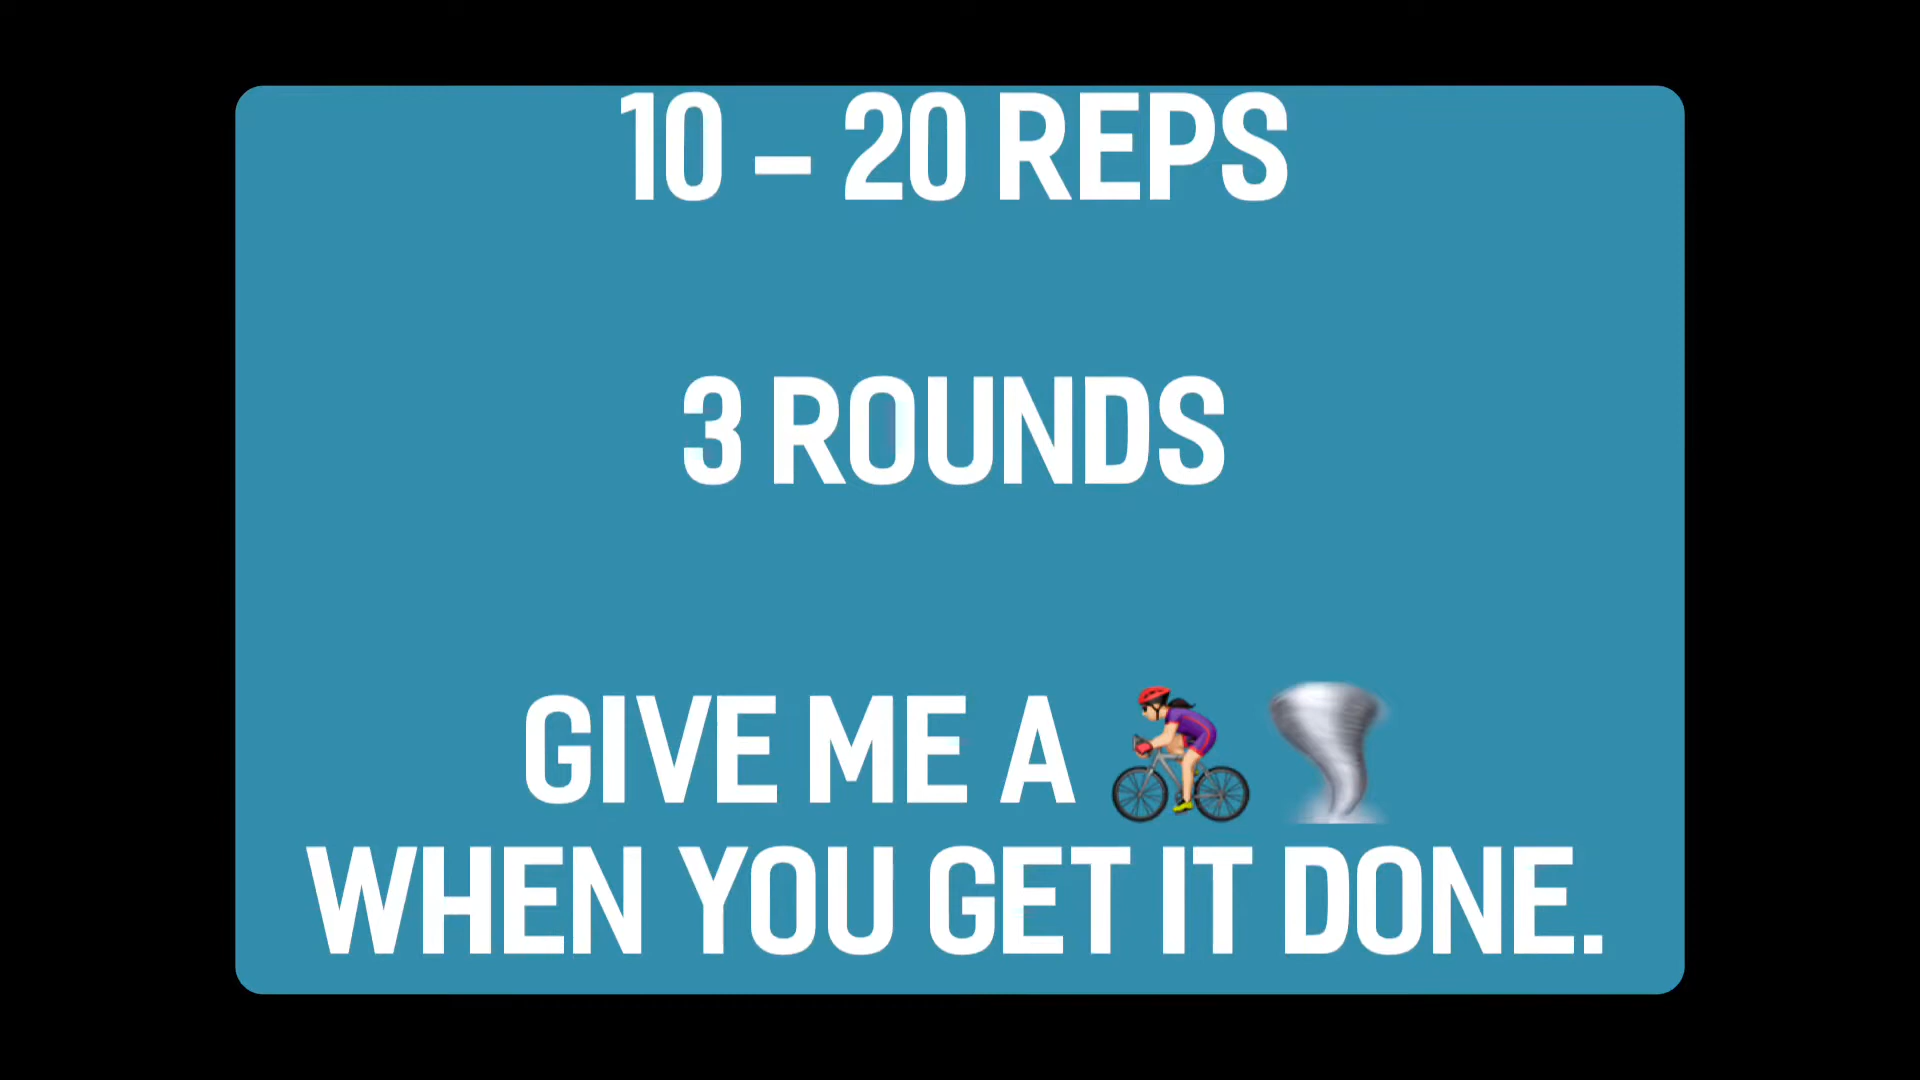 10 – 20 REPS
3 ROUNDS
GIVE ME A 🚴🏼‍♀️ 🌪️
WHEN YOU GET IT DONE.